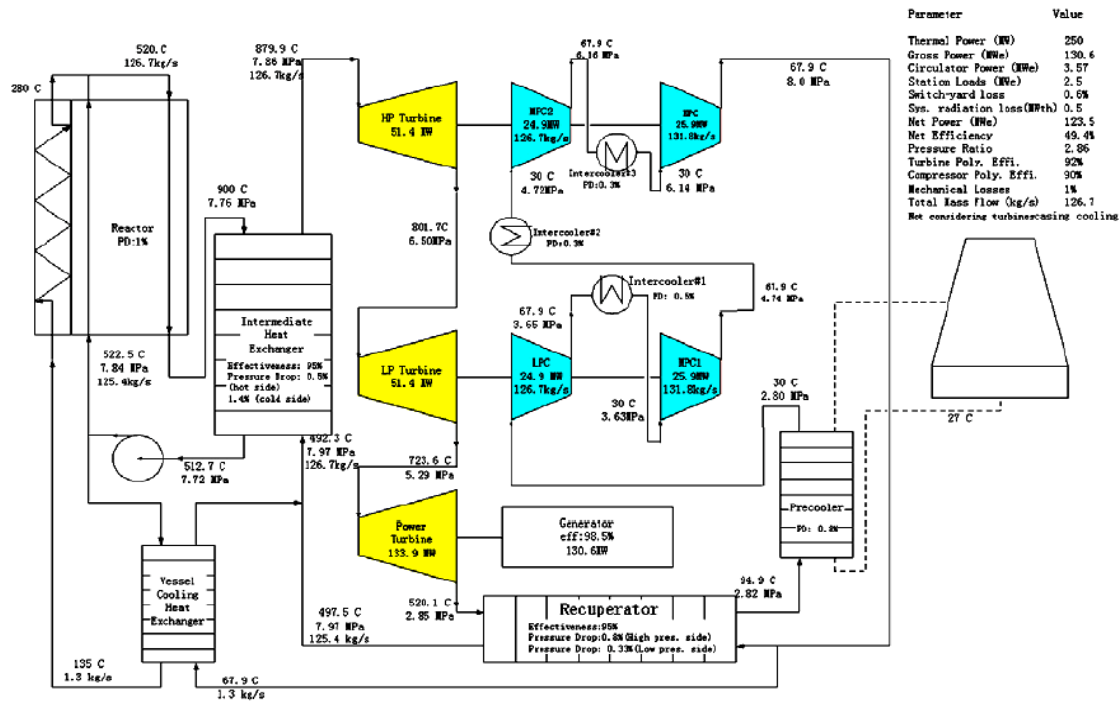 Parameter Value
Thermal Power (MW) 250
Gross Power (MWe) 130.6
Circulator Power (MWe) 3.57
Station Loads (MWe) 2.5
Switch-yard loss 0.6%
Sys. radiation loss(MWth) 0.5
Net Power (MWe) 123.5
Net Efficiency 49.4%
Pressure Ratio 2.86
Turbine Poly. Effi. 92%
Compressor Poly. Effi. 90%
Mechanical Losses 1%
Total Mass Flow (kg/s) 126.7
Not considering turbinescasing cooling
520.C
126.7kg/s
280 C
879.9 C
7.86 MPa
126.7kg/s
67.9 C
6.16 MPa
67.9 C
8.0 MPa
HP Turbine
51.4 MW
MPC2
24.9MW
126.7kg/s
HPC
25.9MW
131.8kg/s
Intercooler#3
PD:0.3%
30 C
4.72MPa
30 C
6.14 MPa
900 C
7.76 MPa
Reactor
PD:1%
801.7C
6.50MPa
Intercooler#2
PD:0.3%
Intercooler#1
PD: 0.5%
67.9 C
4.74 MPa
67.9 C
3.65 MPa
Intermediate
Heat
Exchanger
Effectiveness: 95%
Pressure Drop: 0.5%
(hot side)
1.4% (cold side)
522.5 C
7.84 MPa
125.4kg/s
LP Turbine
51.4 MW
LPC
24.9 MW
126.7kg/s
MPC1
25.9MW
131.8kg/s
30 C
3.63MPa
30 C
2.80 MPa
27 C
512.7 C
7.72 MPa
492.3 C
7.97 MPa
126.7kg/s
723.6 C
5.29 MPa
Power
Turbine
133.9 MW
Generator
eff:98.5%
130.6MW
Precooler
PD: 0.8%
Vessel
Cooling
Heat
Exchanger
497.5 C
7.97 MPa
125.4 kg/s
520.1 C
2.85 MPa
Recuperator
Effectiveness:95%
Pressure Drop:0.8%(High pres. side)
Pressure Drop: 0.33%(Low pres. side)
94.9 C
2.82 MPa
135 C
1.3 kg/s
67.9 C
1.3 kg/s